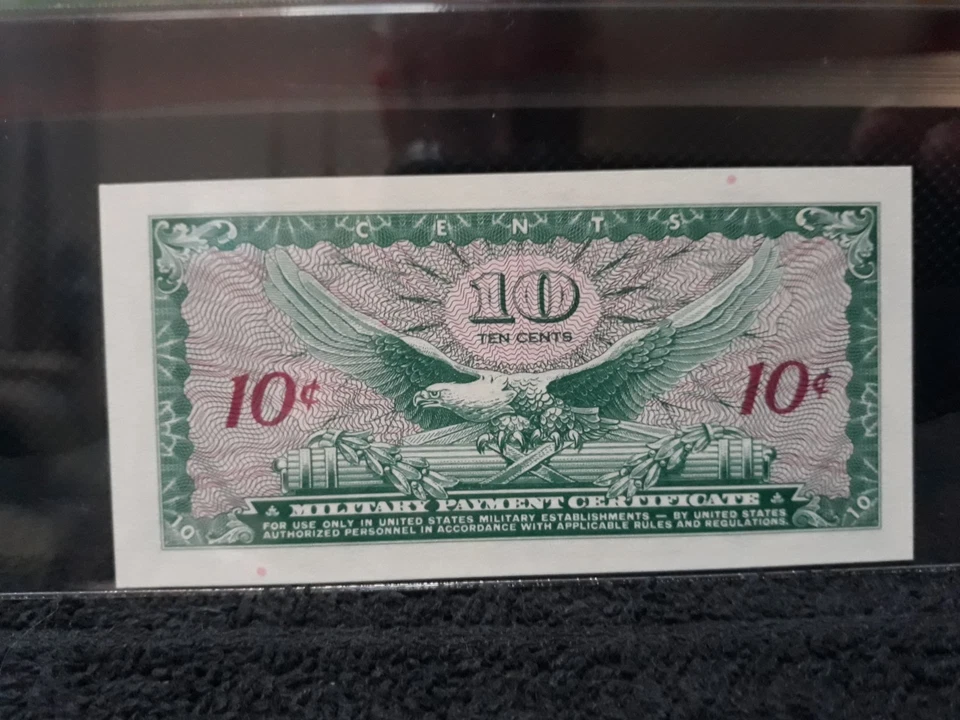 CENTS
10
TEN CENTS
10¢ 10¢
MILITARY PAYMENT CERTIFICATE
FOR USE ONLY IN UNITED STATES MILITARY ESTABLISHMENTS — BY UNITED STATES
AUTHORIZED PERSONNEL IN ACCORDANCE WITH APPLICABLE RULES AND REGULATIONS.
10 10